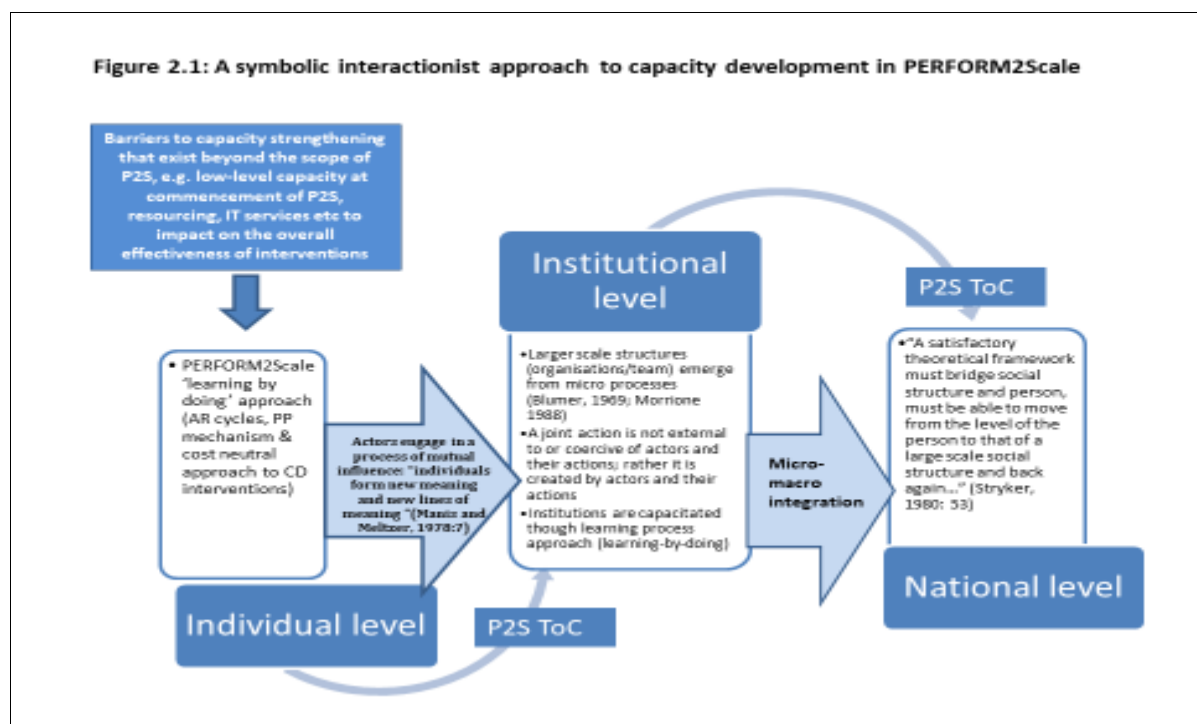 Figure 2.1: A symbolic interactionist approach to capacity development in PERFORM2Scale
Barriers to capacity strengthening
that exist beyond the scope of
P2S, e.g. low-level capacity at
commencement of P2S,
resourcing, IT services etc to
impact on the overall
effectiveness of interventions
• PERFORM2Scale
'learning by
doing' approach
(AR cycles, PP
mechanism &
cost neutral
approach to CD
interventions)
Individual level
Actors engage in a
process of mutual
influence: "individuals
form new meaning
and new lines of
meaning "(Manis and
Meltzer, 1978:7)
P2S ToC
Institutional
level
•Larger scale structures
(organisations/team) emerge
from micro processes
(Blumer, 1969; Morrione
1988)
•A joint action is not external
to or coercive of actors and
their actions; rather it is
created by actors and their
actions
•Institutions are capacitated
though learning process
approach (learning-by-doing)
Micro-
macro
integration
P2S ToC
•"A satisfactory
theoretical framework
must bridge social
structure and person,
must be able to move
from the level of the
person to that of a
large scale social
structure and back
again..." (Stryker,
1980: 53)
National level